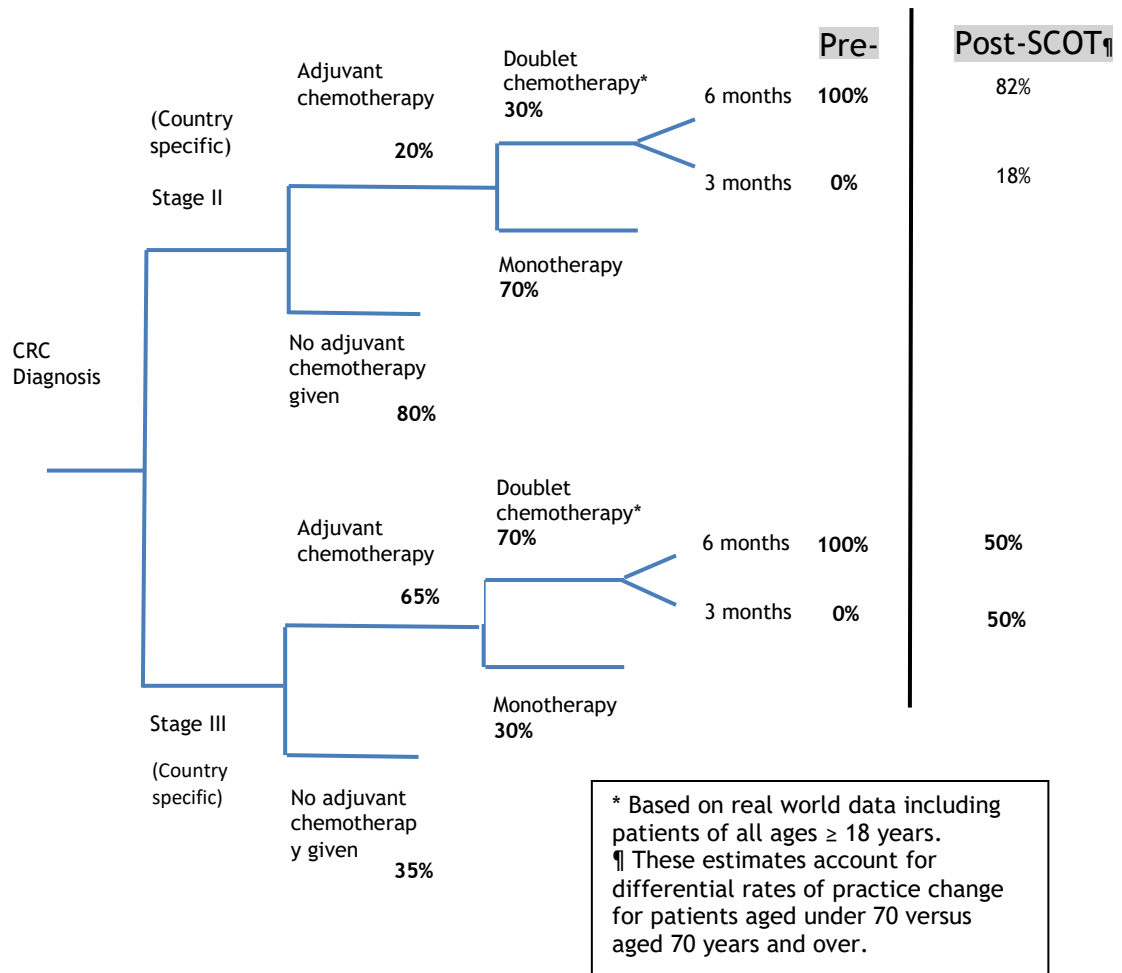 Pre-
Post-SCOT¶
Adjuvant
chemotherapy
20%
Doublet
chemotherapy*
30%
6 months 100%
82%
(Country
specific)
Stage II
3 months 0%
18%
Monotherapy
70%
No adjuvant
chemotherapy
given
80%
CRC
Diagnosis
Adjuvant
chemotherapy
65%
Doublet
chemotherapy*
70%
6 months 100%
50%
3 months 0%
50%
Monotherapy
30%
Stage III
(Country
specific)
No adjuvant
chemotherap
y given
35%
* Based on real world data including
patients of all ages ≥ 18 years.
¶ These estimates account for
differential rates of practice change
for patients aged under 70 versus
aged 70 years and over.